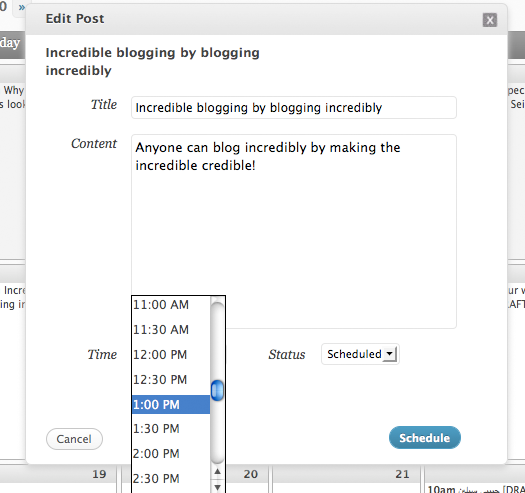 0 »
Edit Post
day
Incredible blogging by blogging
incredibly
Why
pec
s look
Sei
Title
Incredible blogging by blogging incredibly
Content
Anyone can blog incredibly by making the
incredible credible!
Incre
ur w
ing in
AFT
11:00 AM
11:30 AM
12:00 PM
12:30 PM
1:00 PM
1:30 PM
2:00 PM
2:30 PM
Time
Status
Scheduled
Cancel
Schedule
19
20
21
10am
[DRA